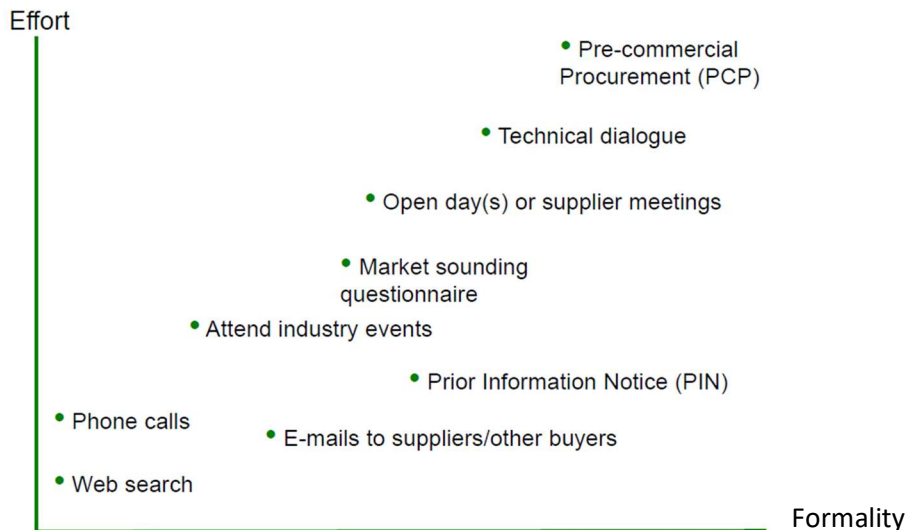 Effort
• Pre-commercial
Procurement (PCP)
• Technical dialogue
• Open day(s) or supplier meetings
• Market sounding
questionnaire
• Attend industry events
• Prior Information Notice (PIN)
• Phone calls
• E-mails to suppliers/other buyers
• Web search
Formality